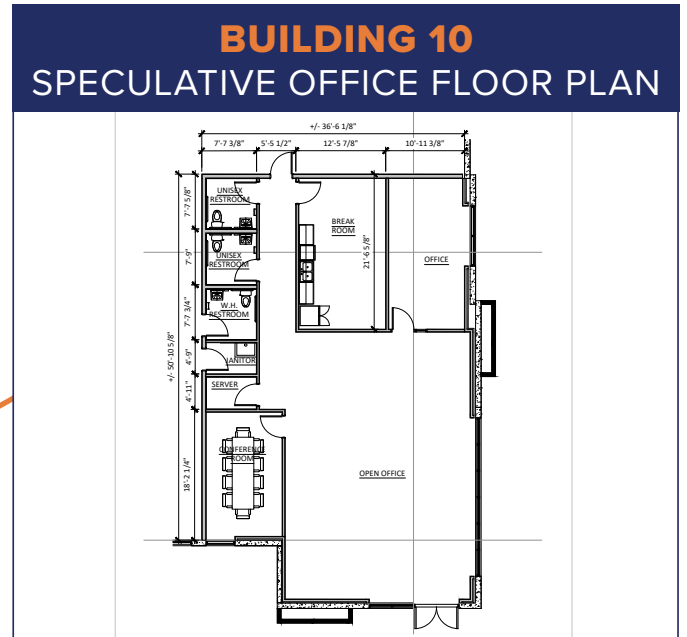 BUILDING 10
SPECULATIVE OFFICE FLOOR PLAN
+/- 36'-6 1/8"
7'-7 3/8"
5'-5 1/2"
12'-5 7/8"
10'-11 3/8"
7'-7 5/8"
7'-9"
7'-7 3/4"
4'-9"
4'-11"
18'-2 1/4"
+/- 50'-10 5/8"
UNISEX
RESTROOM
BREAK
ROOM
21'-6 5/8"
OFFICE
UNISEX
RESTROOM
W.H.
RESTROOM
JANITOR
SERVER
CONFERENCE
ROOM
OPEN OFFICE